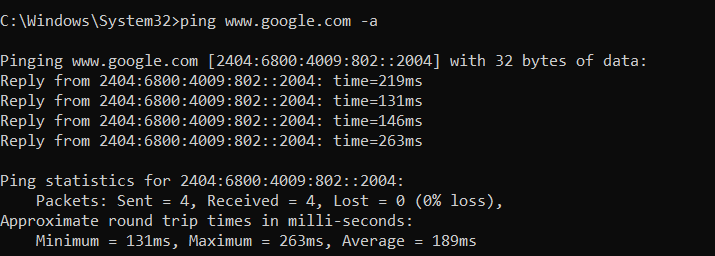 C:\Windows\System32>ping www.google.com -a
Pinging www.google.com [2404:6800:4009:802::2004] with 32 bytes of data:
Reply from 2404:6800:4009:802::2004: time=219ms
Reply from 2404:6800:4009:802::2004: time=131ms
Reply from 2404:6800:4009:802::2004: time=146ms
Reply from 2404:6800:4009:802::2004: time=263ms
Ping statistics for 2404:6800:4009:802::2004:
    Packets: Sent = 4, Received = 4, Lost = 0 (0% loss),
Approximate round trip times in milli-seconds:
    Minimum = 131ms, Maximum = 263ms, Average = 189ms